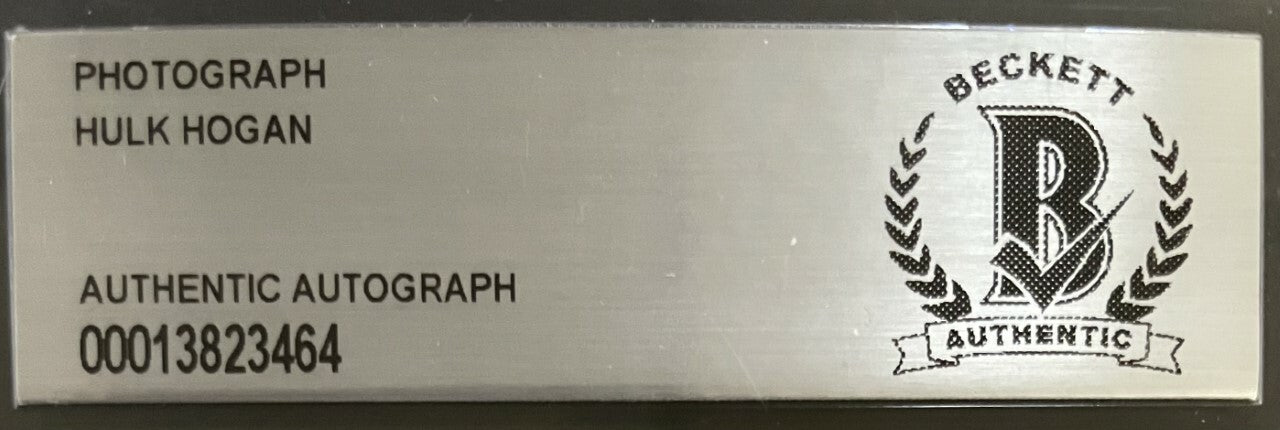 PHOTOGRAPH
HULK HOGAN
AUTHENTIC AUTOGRAPH
00013823464
BECKETT
B
AUTHENTIC